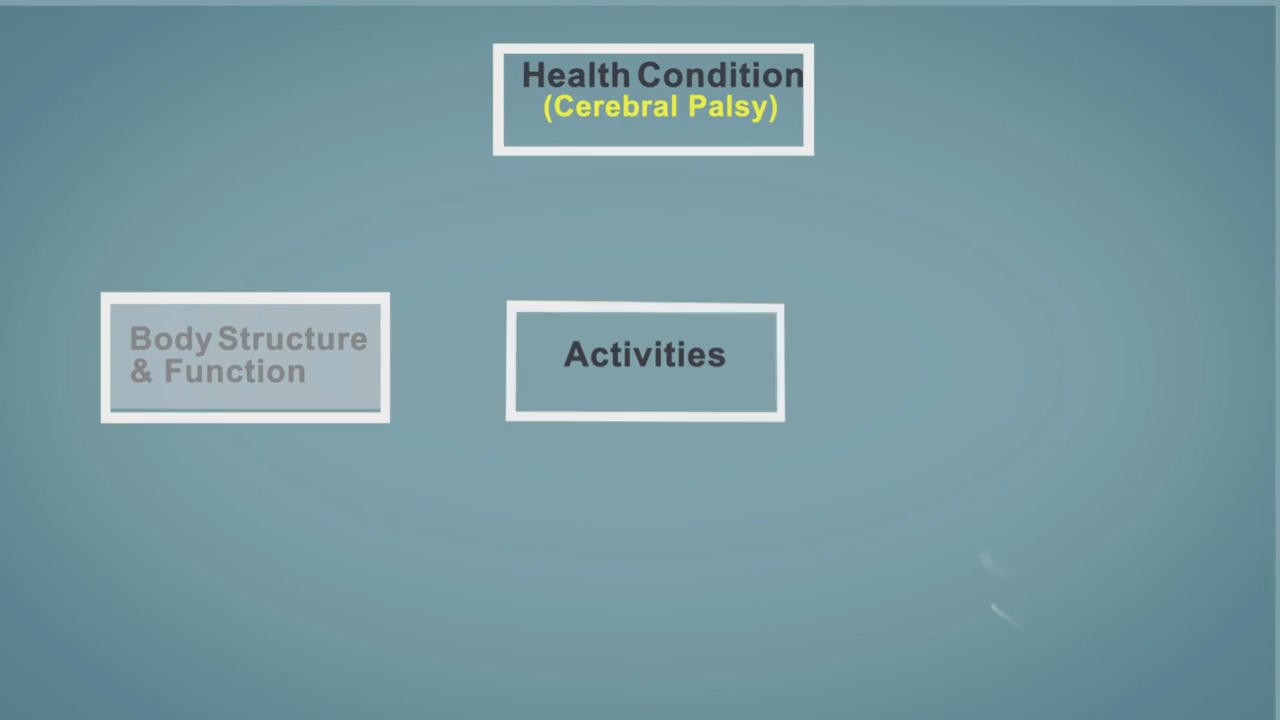 Health Condition
(Cerebral Palsy)
Body Structure
& Function
Activities